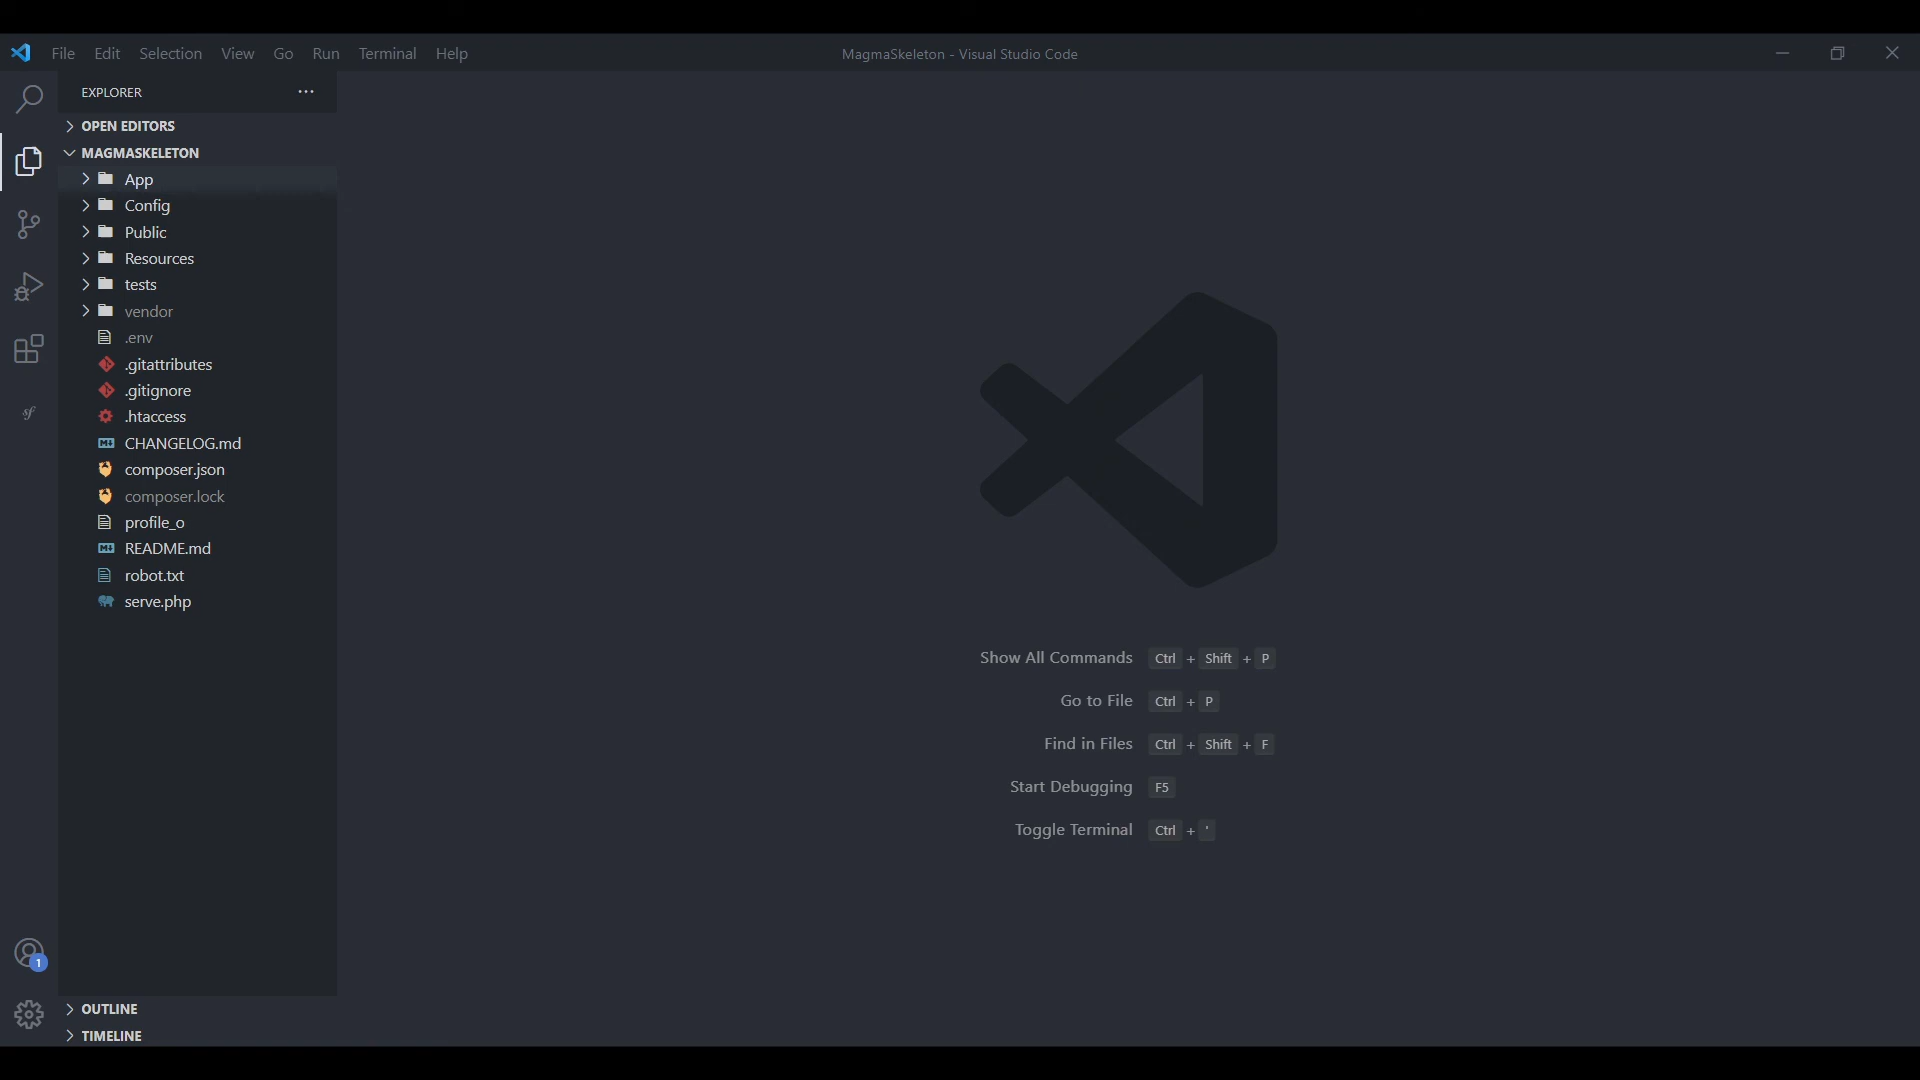 File Edit Selection View Go Run Terminal Help
MagmaSkeleton - Visual Studio Code
EXPLORER
OPEN EDITORS
MAGMASKELETON
App
Config
Public
Resources
tests
vendor
.env
.gitattributes
.gitignore
.htaccess
CHANGELOG.md
composer.json
composer.lock
profile_o
README.md
robot.txt
serve.php
sf
Show All Commands Ctrl + Shift + P
Go to File Ctrl + P
Find in Files Ctrl + Shift + F
Start Debugging F5
Toggle Terminal Ctrl + '
1
OUTLINE
TIMELINE